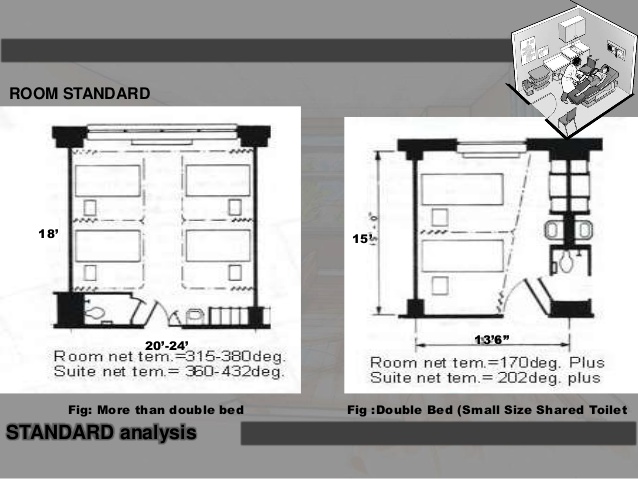 ROOM STANDARD
18’
20’-24’
Room net tem.=315-380deg.
Suite net tem.= 360-432deg.
Fig: More than double bed
15’
15' - 0"
13’6”
Room net tem=170deg. Plus
Suite net tem.= 202deg. plus
Fig :Double Bed (Small Size Shared Toilet
STANDARD analysis